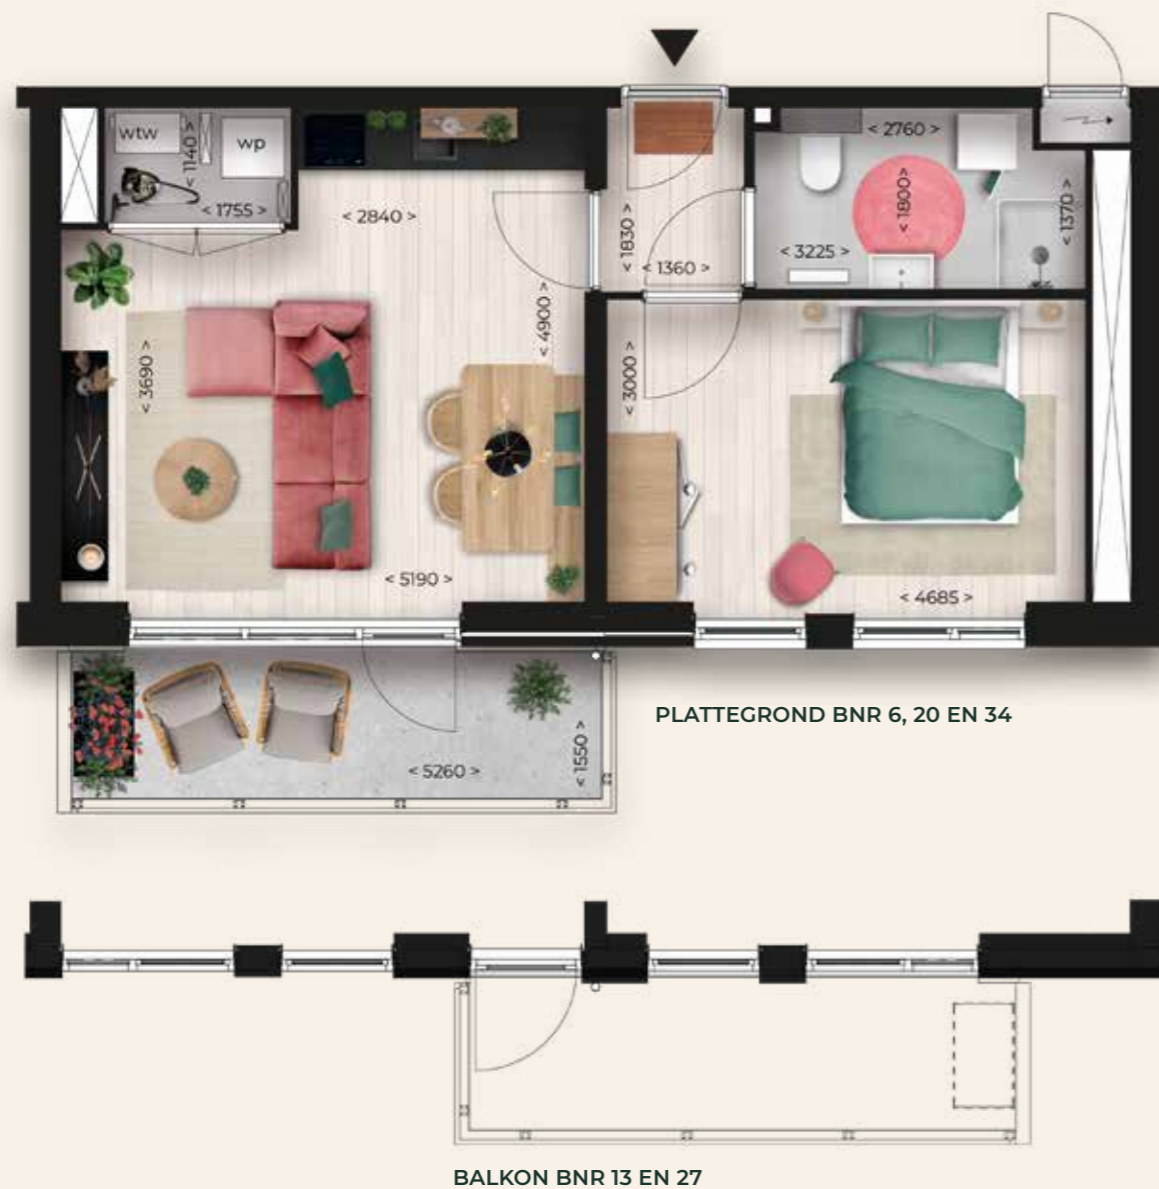 wtw
< 1140 >
wp
< 1755 >
< 2840 >
< 1830 >
< 1360 >
< 2760 >
< 1800>
< 1370 >
< 3225 >
< 3690 >
< 4900 >
< 3000 >
< 5190 >
< 4685 >
PLATTEGROND BNR 6, 20 EN 34
< 5260 >
< 1550 >
BALKON BNR 13 EN 27